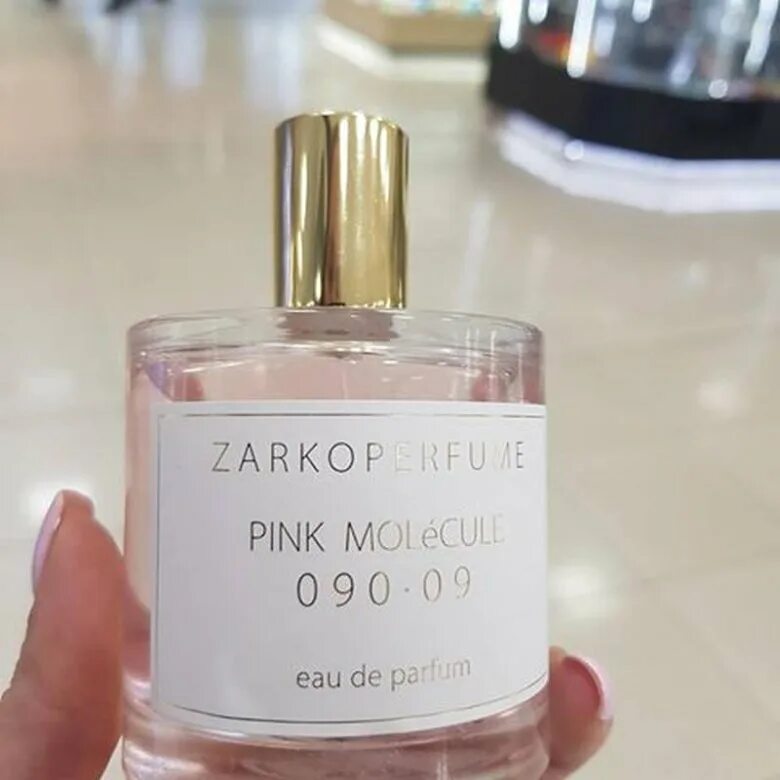 ZARKOPERFUME
PINK MOLéCULE
090·09
eau de parfum